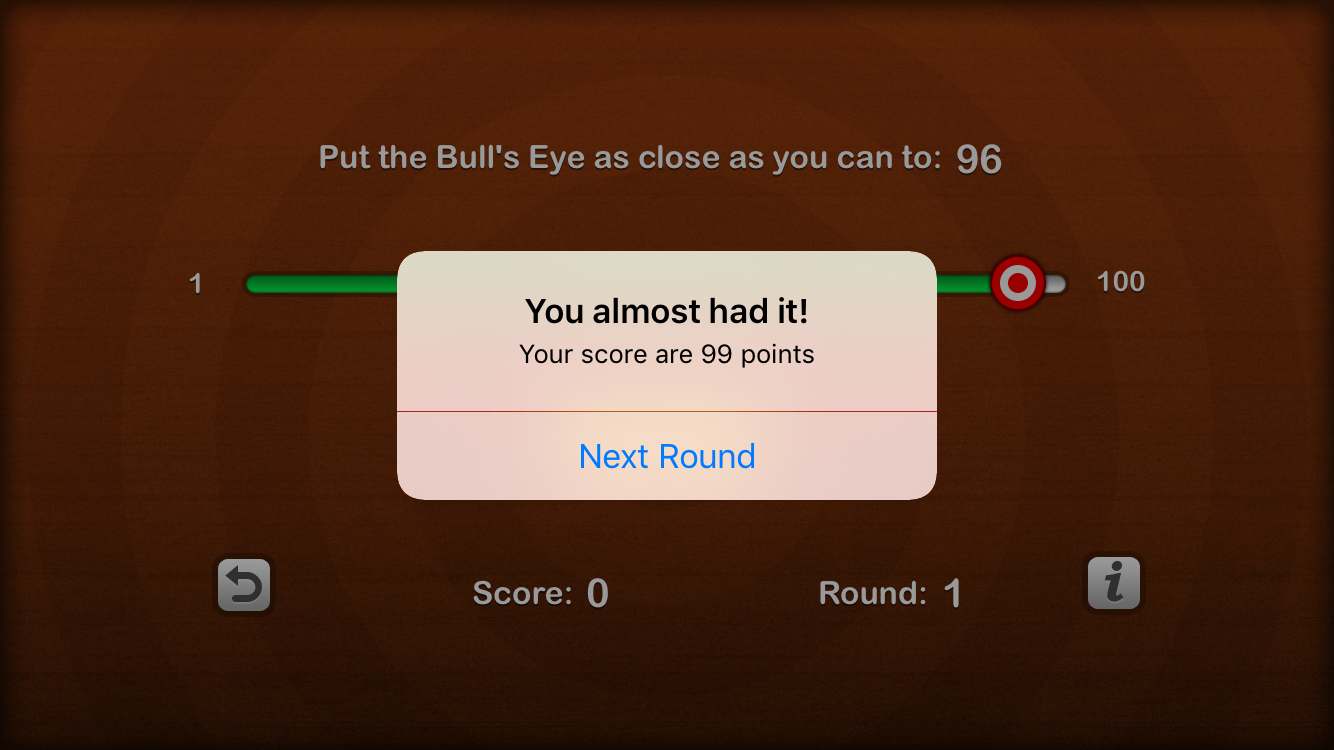 Put the Bull's Eye as close as you can to: 96
1 100
You almost had it!
Your score are 99 points
Next Round
Score: 0 Round: 1 i